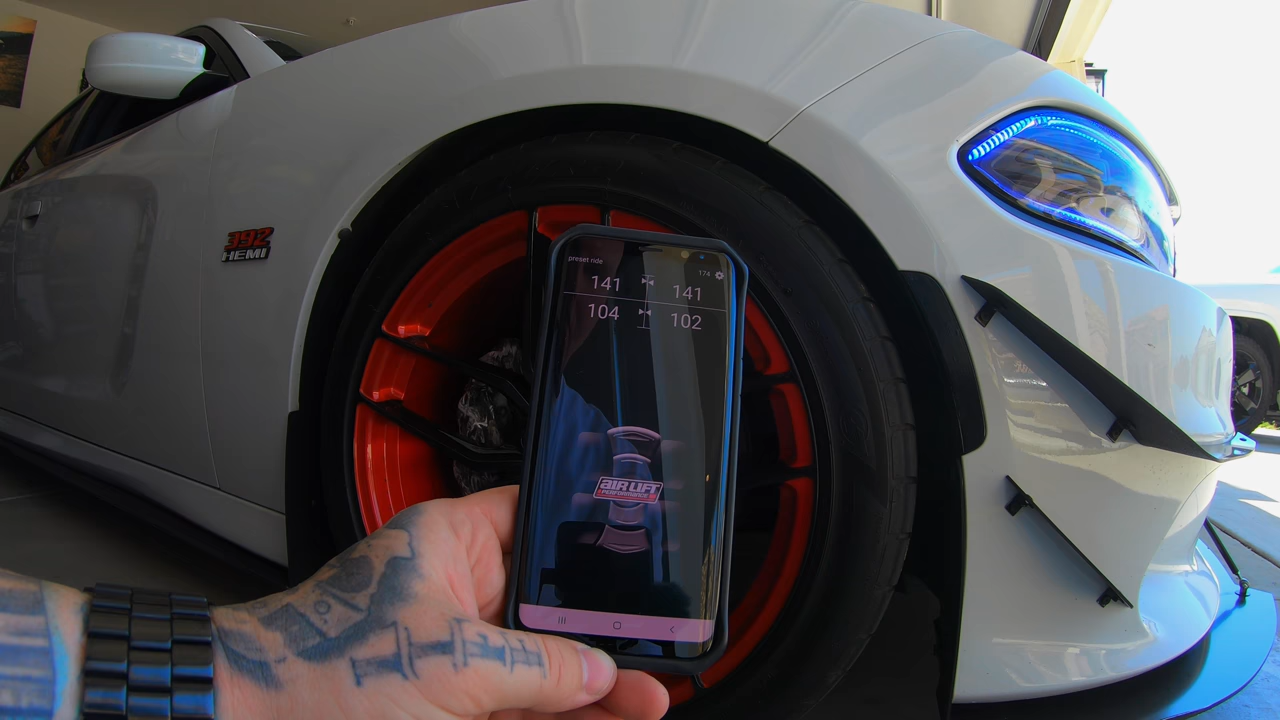 392
HEMI
preset ride
174
141 141
104 102
AIR LIFT
PERFORMANCE